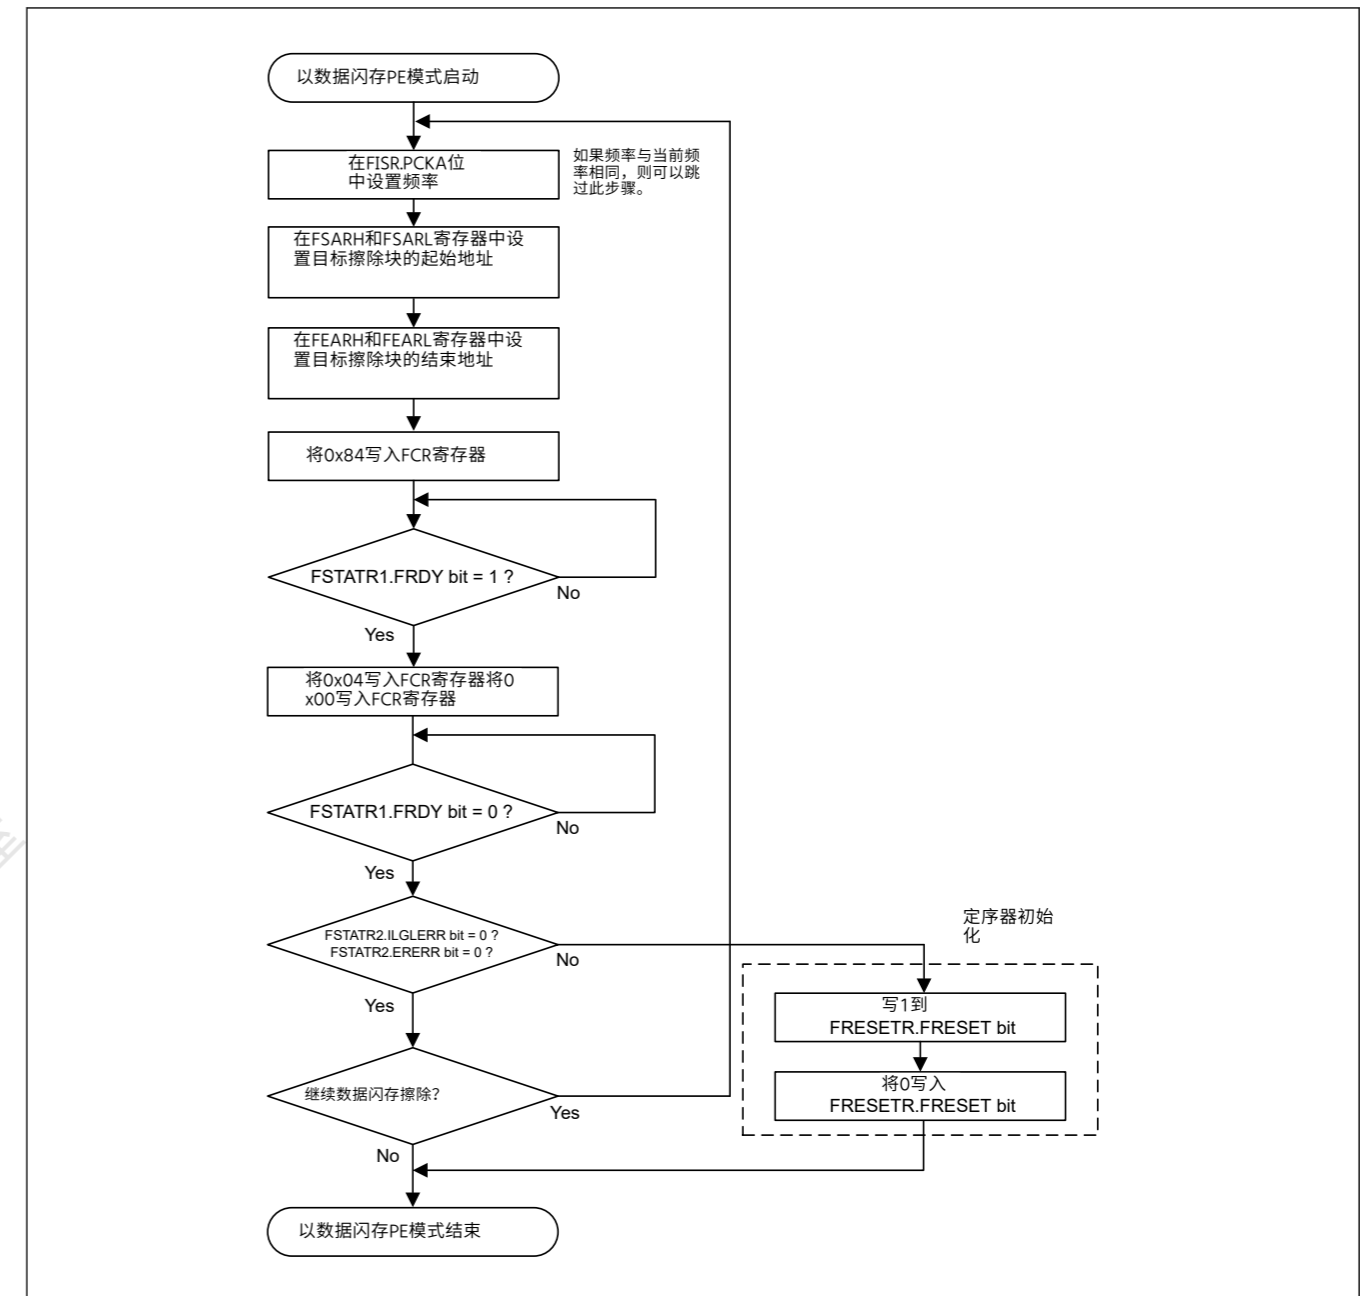 以数据闪存PE模式启动
在FISR.PCKA位
中设置频率
如果频率与当前频
率相同，则可以跳
过此步骤。
在FSARH和FSARL寄存器中设
置目标擦除块的起始地址
在FEARH和FEARL寄存器中设
置目标擦除块的结束地址
将0x84写入FCR寄存器
FSTATR1.FRDY bit = 1 ?
No
Yes
将0x04写入FCR寄存器将0
x00写入FCR寄存器
FSTATR1.FRDY bit = 0 ?
No
Yes
FSTATR2.ILGLERR bit = 0 ?
FSTATR2.ERERR bit = 0 ?
No
Yes
定序器初始
化
写1到
FRESETR.FRESET bit
将0写入
FRESETR.FRESET bit
继续数据闪存擦除？
Yes
No
以数据闪存PE模式结束